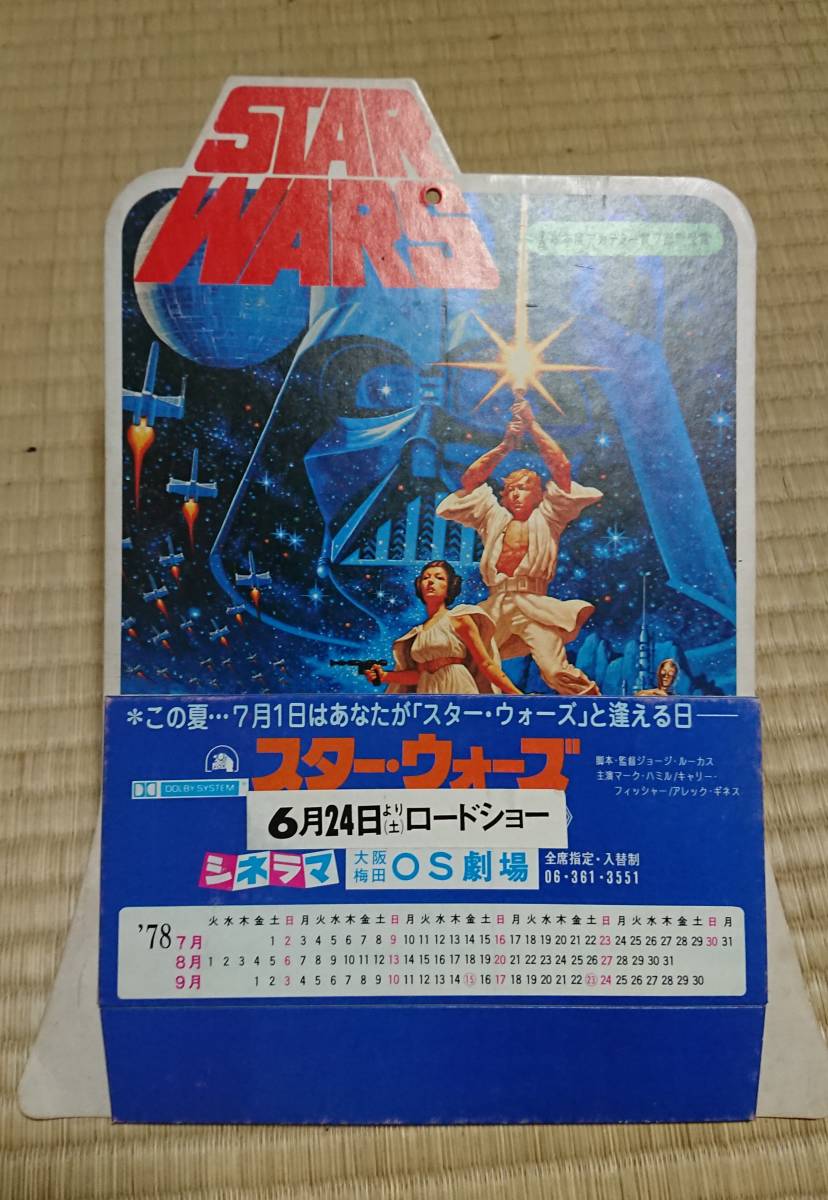 STAR
WARS
*この夏…7月1日はあなたが「スター・ウォーズ」と逢える日――
スター・ウォーズ
脚本・監督ジョージ・ルーカス
主演マーク・ハミル/キャリー・
フィッシャー/アレック・ギネス
DOLBY SYSTEM
6月24日より(土)ロードショー
シネラマ
大阪
梅田
OS劇場
全席指定・入替制
06・361・3551
'78
火 水 木 金 土 日 月 火 水 木 金 土 日 月 火 水 木 金 土 日 月 火 水 木 金 土 日 月 火 水 木 金 土 日 月
7月 1 2 3 4 5 6 7 8 9 10 11 12 13 14 15 16 17 18 19 20 21 22 23 24 25 26 27 28 29 30 31
8月 1 2 3 4 5 6 7 8 9 10 11 12 13 14 15 16 17 18 19 20 21 22 23 24 25 26 27 28 29 30 31
9月 1 2 3 4 5 6 7 8 9 10 11 12 13 14 15 16 17 18 19 20 21 22 23 24 25 26 27 28 29 30